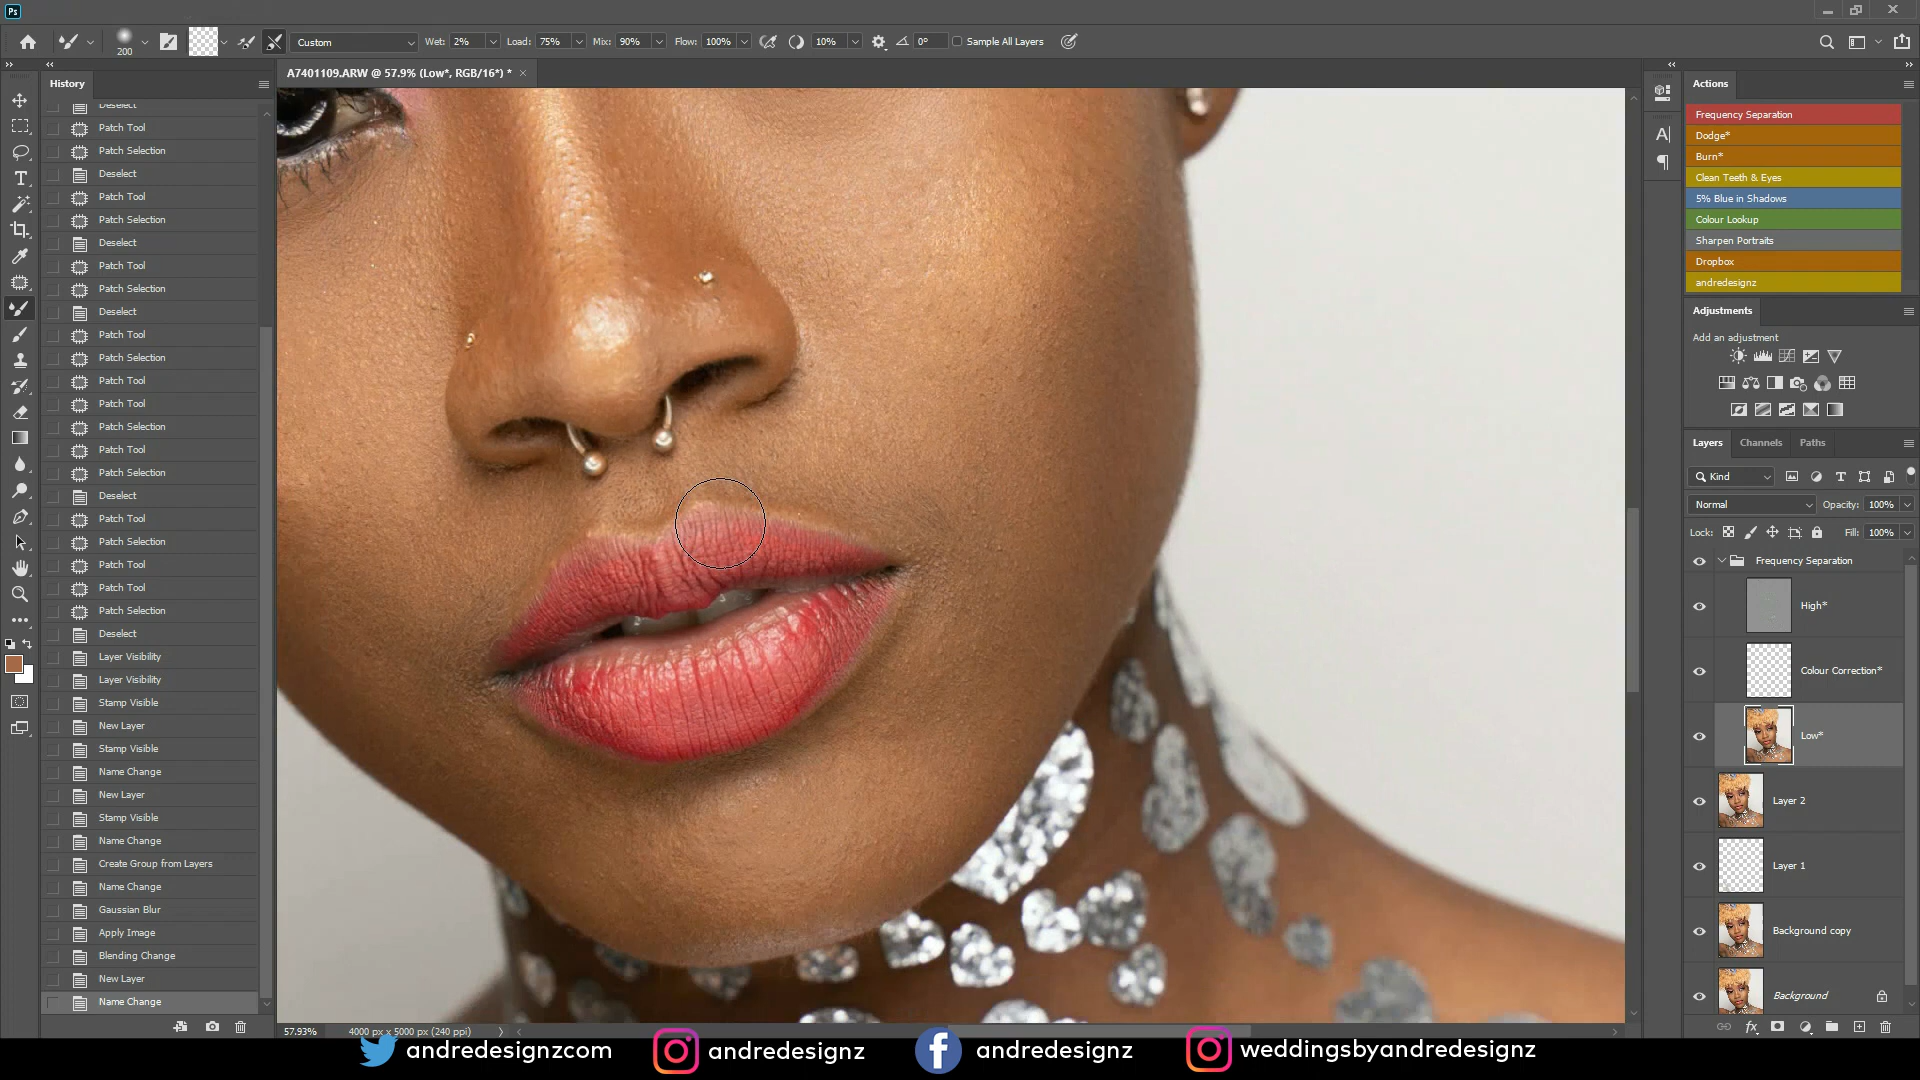 Ps
200
Custom
Wet: 2%
Load: 75%
Mix: 90%
Flow: 100%
10%
0°
Sample All Layers
History
A7401109.ARW @ 57.9% (Low*, RGB/16*) *
Deselect
Patch Tool
Patch Selection
Deselect
Patch Tool
Patch Selection
Deselect
Patch Tool
Patch Selection
Deselect
Patch Tool
Patch Selection
Patch Tool
Patch Tool
Patch Selection
Patch Tool
Patch Selection
Deselect
Patch Tool
Patch Selection
Patch Tool
Patch Tool
Patch Selection
Deselect
Layer Visibility
Layer Visibility
Stamp Visible
New Layer
Stamp Visible
Name Change
New Layer
Stamp Visible
Name Change
Create Group from Layers
Name Change
Gaussian Blur
Apply Image
Blending Change
New Layer
Name Change
57.93%
4000 px x 5000 px (240 ppi)
Actions
Frequency Separation
Dodge*
Burn*
Clean Teeth & Eyes
5% Blue in Shadows
Colour Lookup
Sharpen Portraits
Dropbox
andredesignz
Adjustments
Add an adjustment
Layers
Channels
Paths
Kind
Normal
Opacity: 100%
Lock:
Fill: 100%
Frequency Separation
High*
Colour Correction*
Low*
Layer 2
Layer 1
Background copy
Background
andredesignzcom
andredesignz
andredesignz
weddingsbyandredesignz